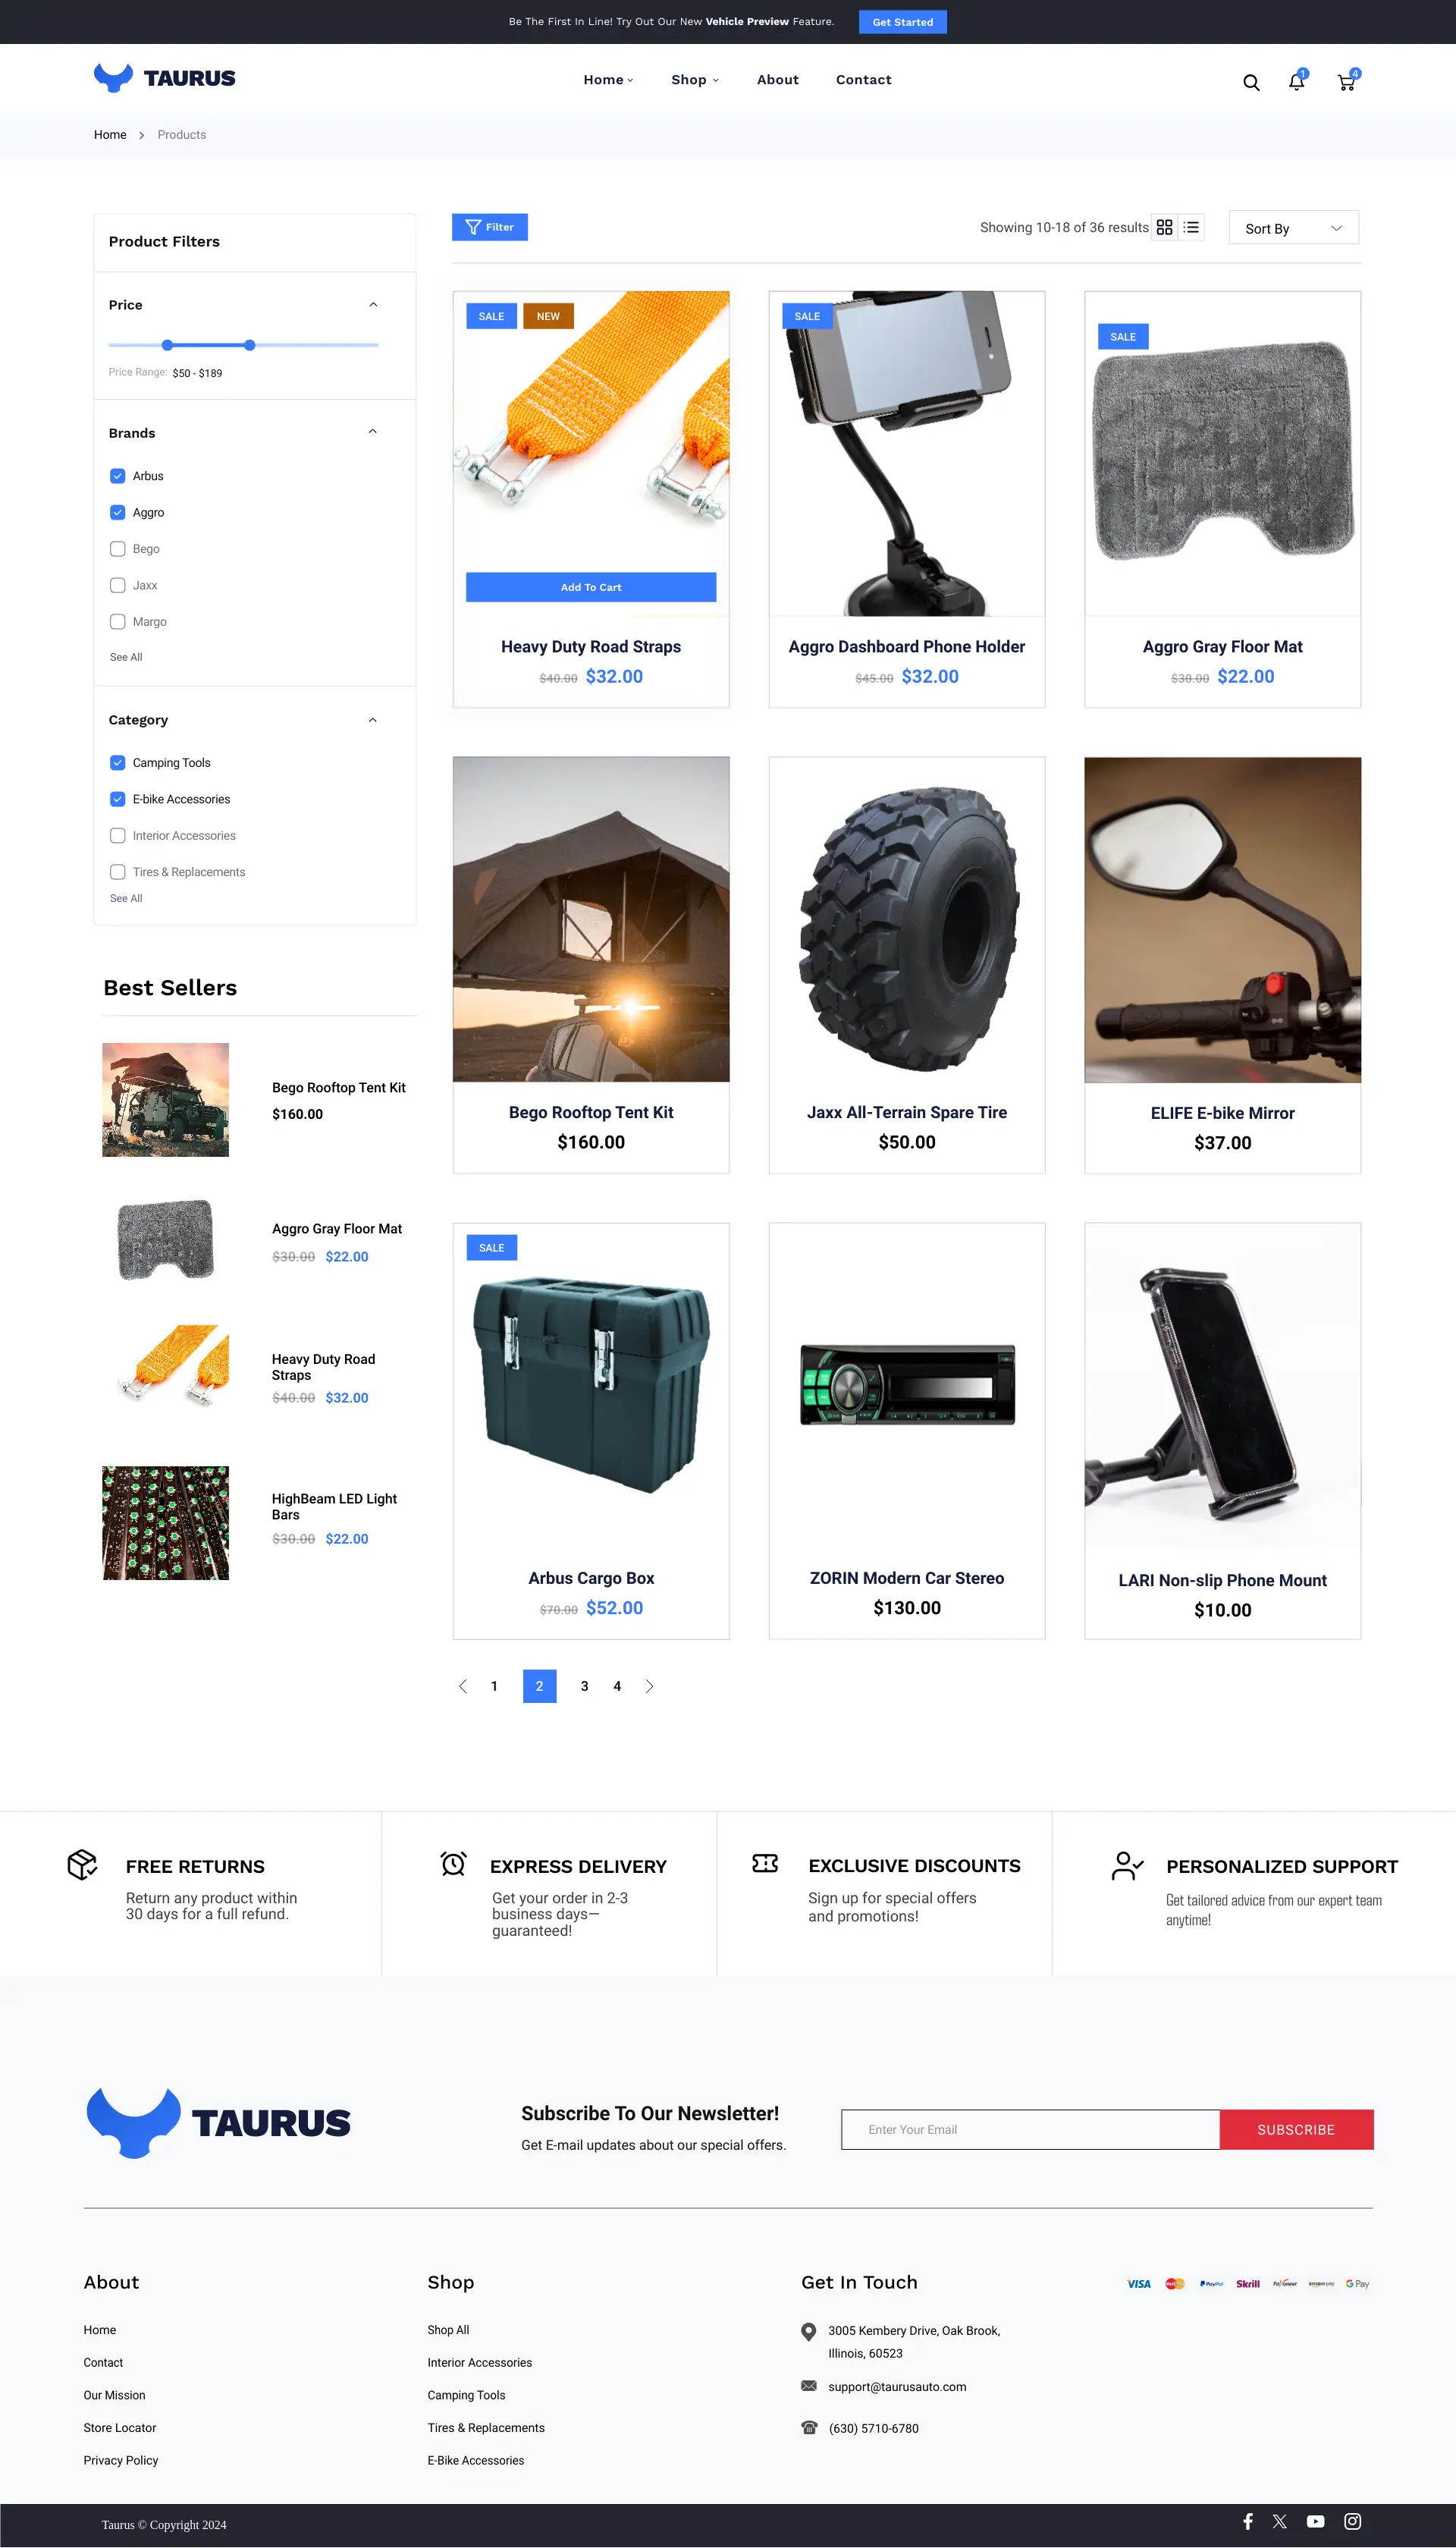 Be The First In Line! Try Out Our New Vehicle Preview Feature.
Get Started
TAURUS
Home
Shop
About
Contact
1
4
Home
Products
Product Filters
Price
Price Range: $50 - $189
Brands
Arbus
Aggro
Bego
Jaxx
Margo
See All
Category
Camping Tools
E-bike Accessories
Interior Accessories
Tires & Replacements
See All
Best Sellers
Bego Rooftop Tent Kit
$160.00
Aggro Gray Floor Mat
$30.00 $22.00
Heavy Duty Road
Straps
$40.00 $32.00
HighBeam LED Light
Bars
$30.00 $22.00
Filter
Showing 10-18 of 36 results
Sort By
SALE
NEW
Add To Cart
Heavy Duty Road Straps
$40.00 $32.00
SALE
Aggro Dashboard Phone Holder
$45.00 $32.00
SALE
Aggro Gray Floor Mat
$30.00 $22.00
Bego Rooftop Tent Kit
$160.00
Jaxx All-Terrain Spare Tire
$50.00
ELIFE E-bike Mirror
$37.00
SALE
Arbus Cargo Box
$70.00 $52.00
ZORIN Modern Car Stereo
$130.00
LARI Non-slip Phone Mount
$10.00
1
2
3
4
FREE RETURNS
Return any product within
30 days for a full refund.
EXPRESS DELIVERY
Get your order in 2-3
business days—
guaranteed!
EXCLUSIVE DISCOUNTS
Sign up for special offers
and promotions!
PERSONALIZED SUPPORT
Get tailored advice from our expert team
anytime!
TAURUS
Subscribe To Our Newsletter!
Get E-mail updates about our special offers.
Enter Your Email
SUBSCRIBE
About
Home
Contact
Our Mission
Store Locator
Privacy Policy
Shop
Shop All
Interior Accessories
Camping Tools
Tires & Replacements
E-Bike Accessories
Get In Touch
3005 Kembery Drive, Oak Brook,
Illinois, 60523
support@taurusauto.com
(630) 5710-6780
VISA
PayPal
Skrill
Payoneer
amazon pay
G Pay
Taurus © Copyright 2024